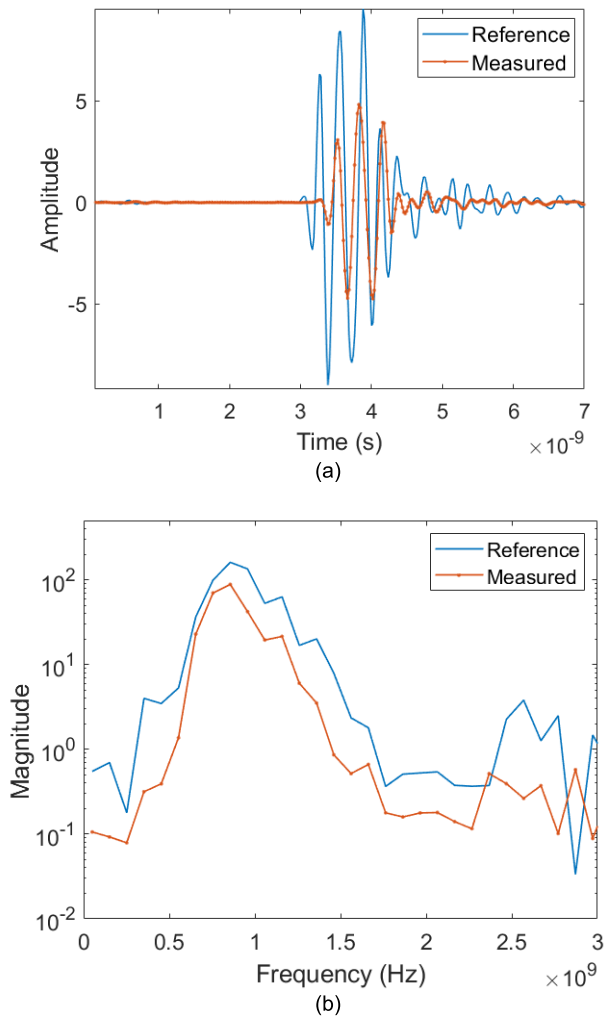 Reference
Measured
5
0
-5
Amplitude
1 2 3 4 5 6 7
Time (s)
×10-9
(a)
Reference
Measured
10²
10¹
10⁰
10⁻¹
10⁻²
Magnitude
0 0.5 1 1.5 2 2.5 3
Frequency (Hz)
×10⁹
(b)